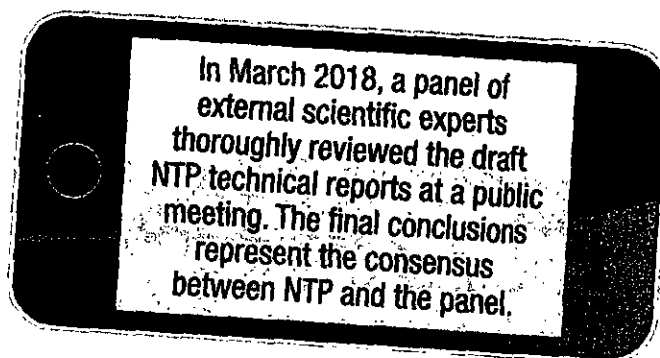 In March 2018, a panel of
external scientific experts
thoroughly reviewed the draft
NTP technical reports at a public
meeting. The final conclusions
represent the consensus
between NTP and the panel.